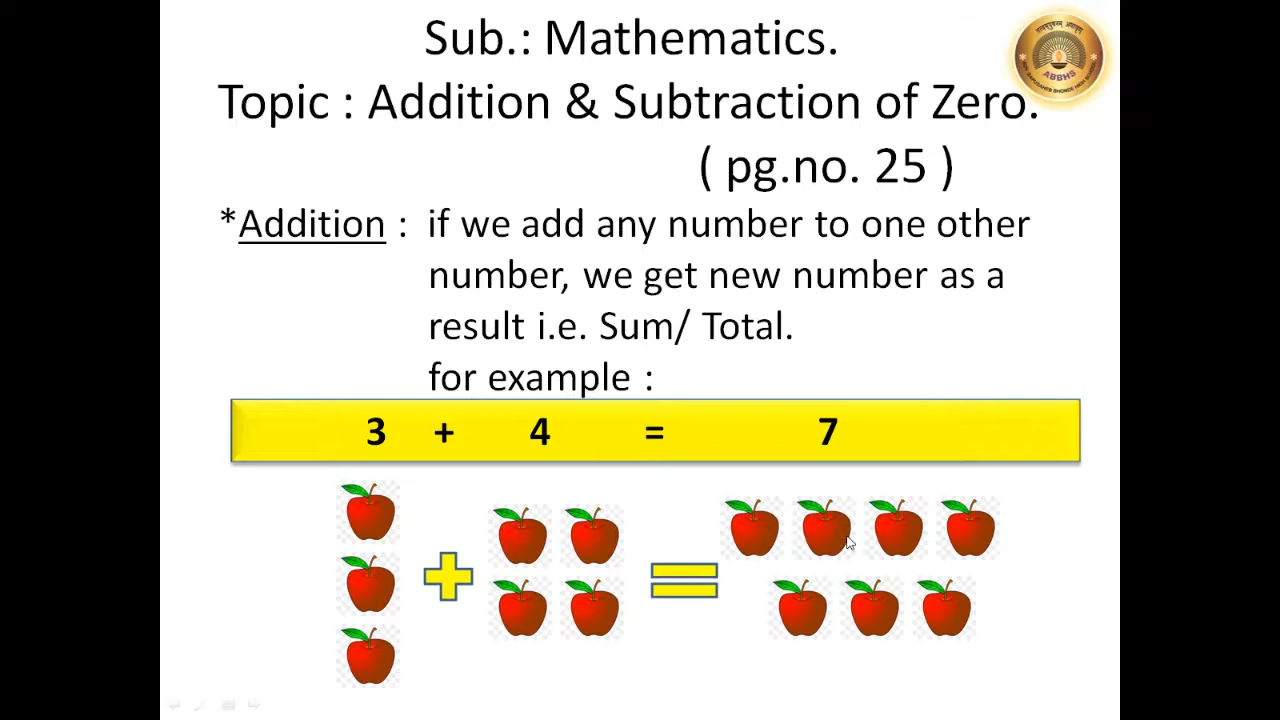 Sub.: Mathematics.
Topic : Addition & Subtraction of Zero.
( pg.no. 25 )
*Addition : if we add any number to one other
number, we get new number as a
result i.e. Sum/ Total.
for example :
3 + 4 = 7
ABBHS